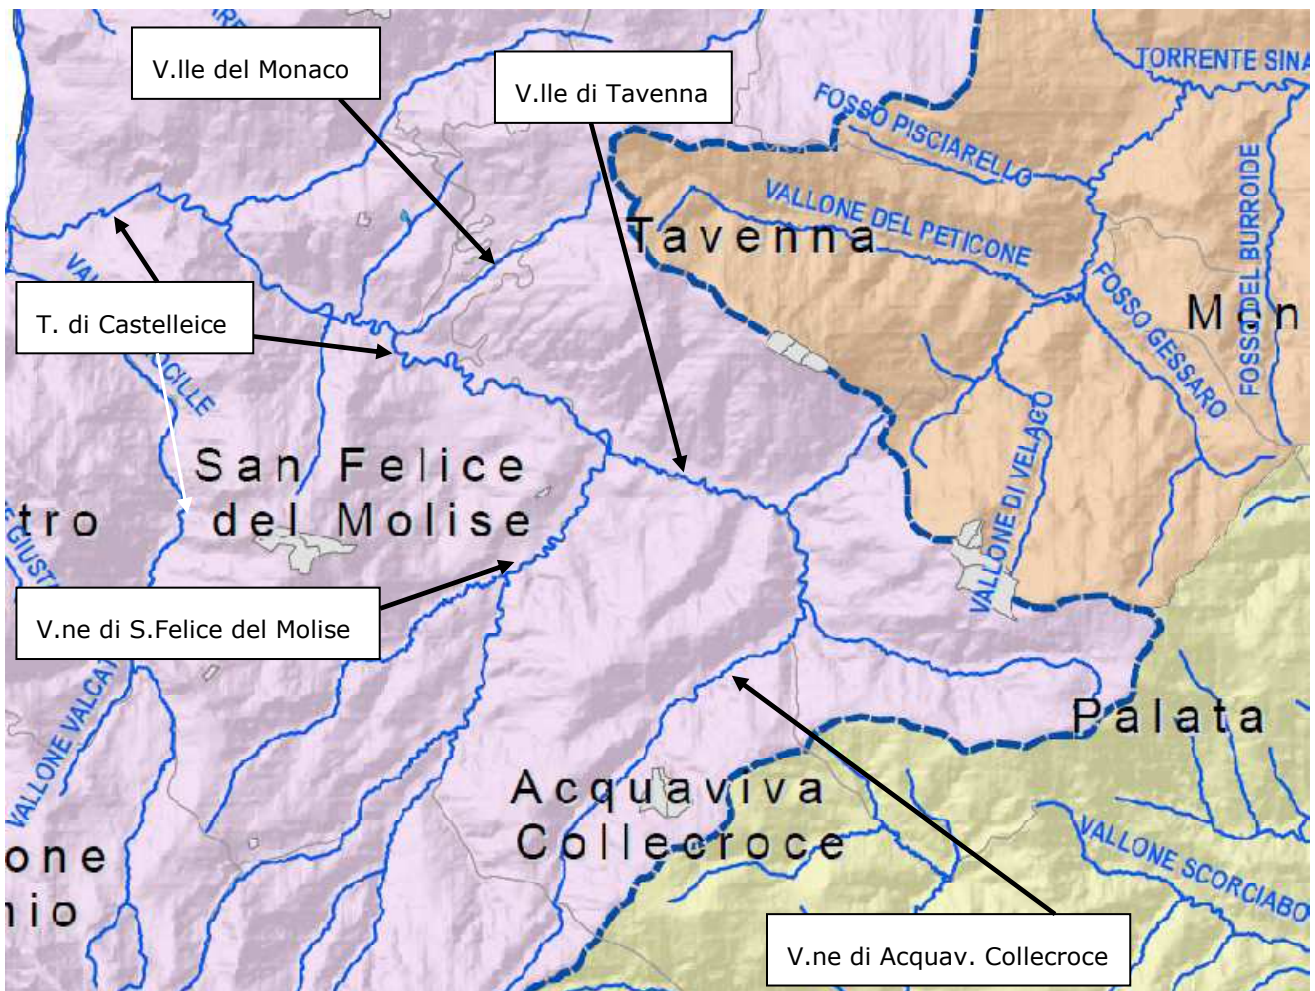 V.lle del Monaco
V.lle di Tavenna
TORRENTE SINA
FOSSO PISCIARELLO
VALLONE DEL PETICONE
FOSSO DEL BURROIDE
Tavenna
FOSSO GESSARO
Mon
T. di Castelleice
San Felice
del Molise
tro
GIUST
VALLONE DI VELAGO
V.ne di S.Felice del Molise
VALLONE VALCAT
Palata
Acquaviva
Collecroce
VALLONE SCORCIABO
one
nio
V.ne di Acquav. Collecroce